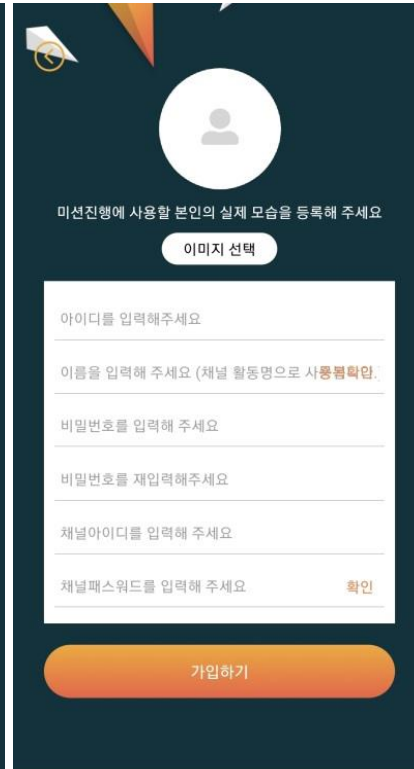 미션진행에 사용할 본인의 실제 모습을 등록해 주세요
이미지 선택
아이디를 입력해주세요
이름을 입력해 주세요 (채널 활동명으로
비밀번호를 입력해 주세요
비밀번호를 재입력해주세요
채널아이디를 입력해 주세요
채널패스워드를 입력해 주세요 확인
가입하기